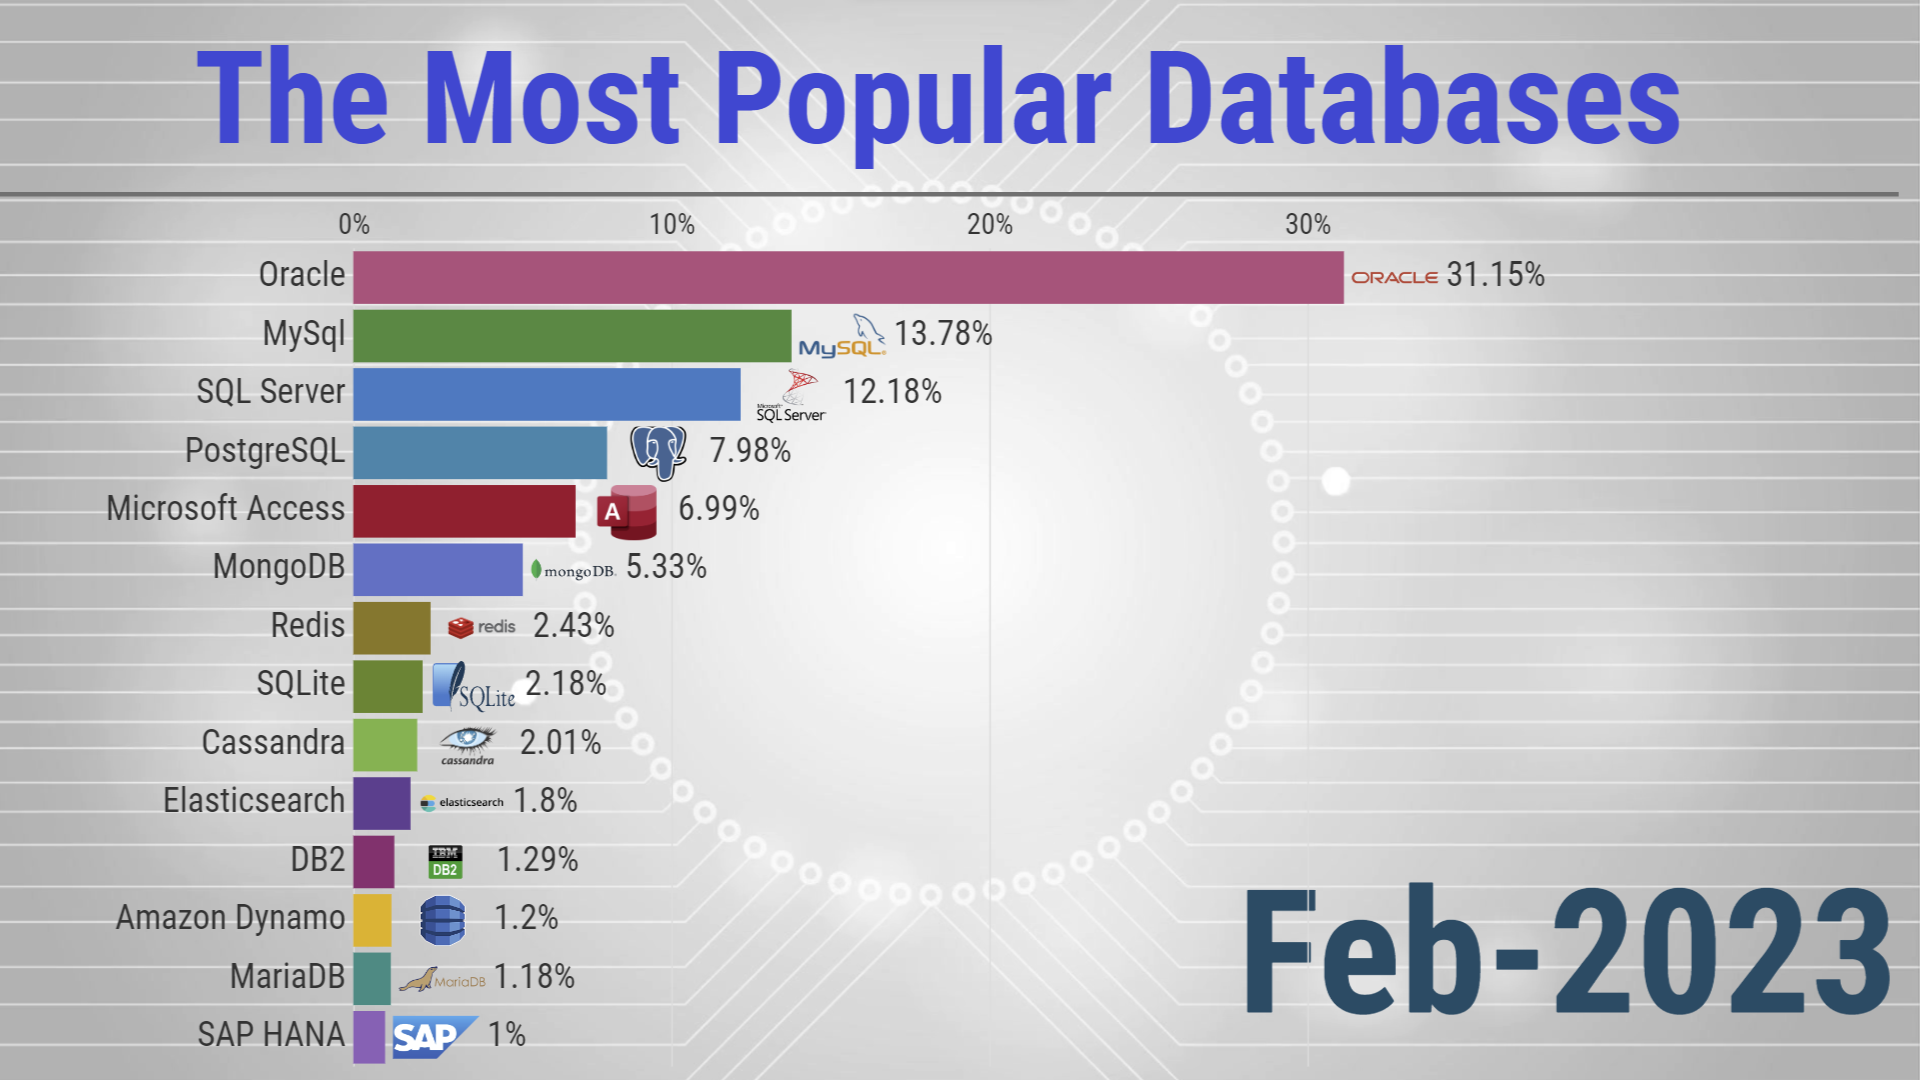 The Most Popular Databases
0% 10% 20% 30%
Oracle ORACLE 31.15%
MySql MySQL® 13.78%
SQL Server Microsoft® SQL Server® 12.18%
PostgreSQL 7.98%
Microsoft Access A 6.99%
MongoDB mongoDB. 5.33%
Redis redis 2.43%
SQLite SQLite 2.18%
Cassandra cassandra 2.01%
Elasticsearch elasticsearch 1.8%
DB2 IBM DB2 1.29%
Amazon Dynamo 1.2%
MariaDB MariaDB 1.18%
SAP HANA SAP 1%
Feb-2023